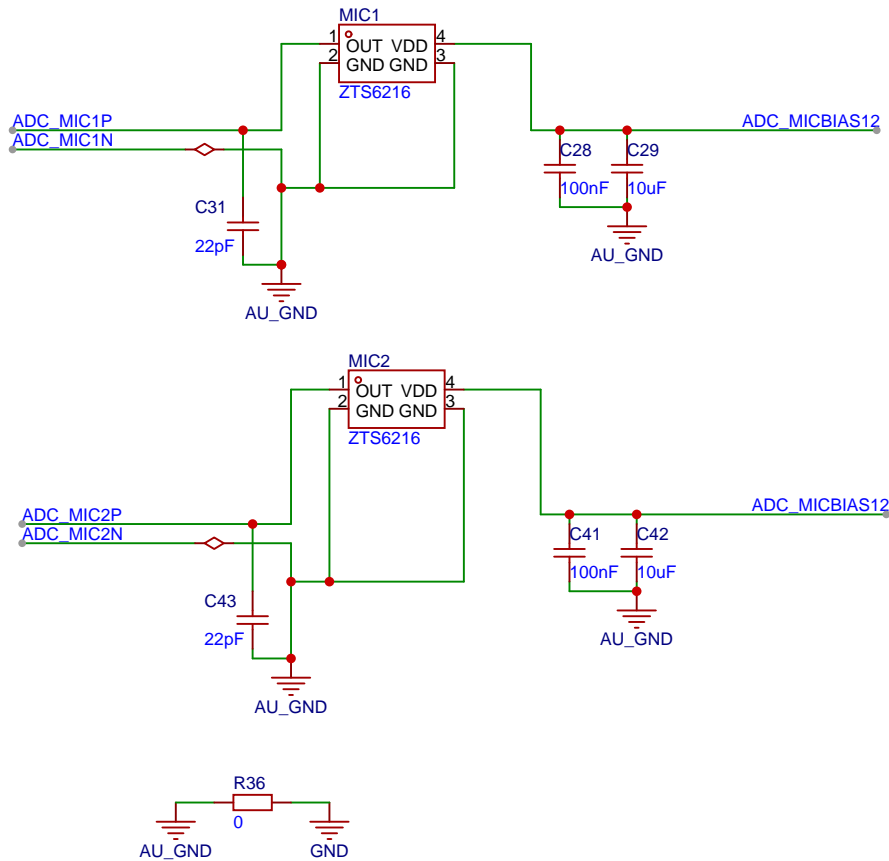 MIC1
1 OUT VDD 4
2 GND GND 3
ZTS6216
ADC_MIC1P
ADC_MICBIAS12
ADC_MIC1N
C28
C29
100nF
10uF
C31
22pF
AU_GND
AU_GND
MIC2
1 OUT VDD 4
2 GND GND 3
ZTS6216
ADC_MICBIAS12
ADC_MIC2P
ADC_MIC2N
C41
C42
100nF
10uF
C43
22pF
AU_GND
AU_GND
R36
0
AU_GND
GND